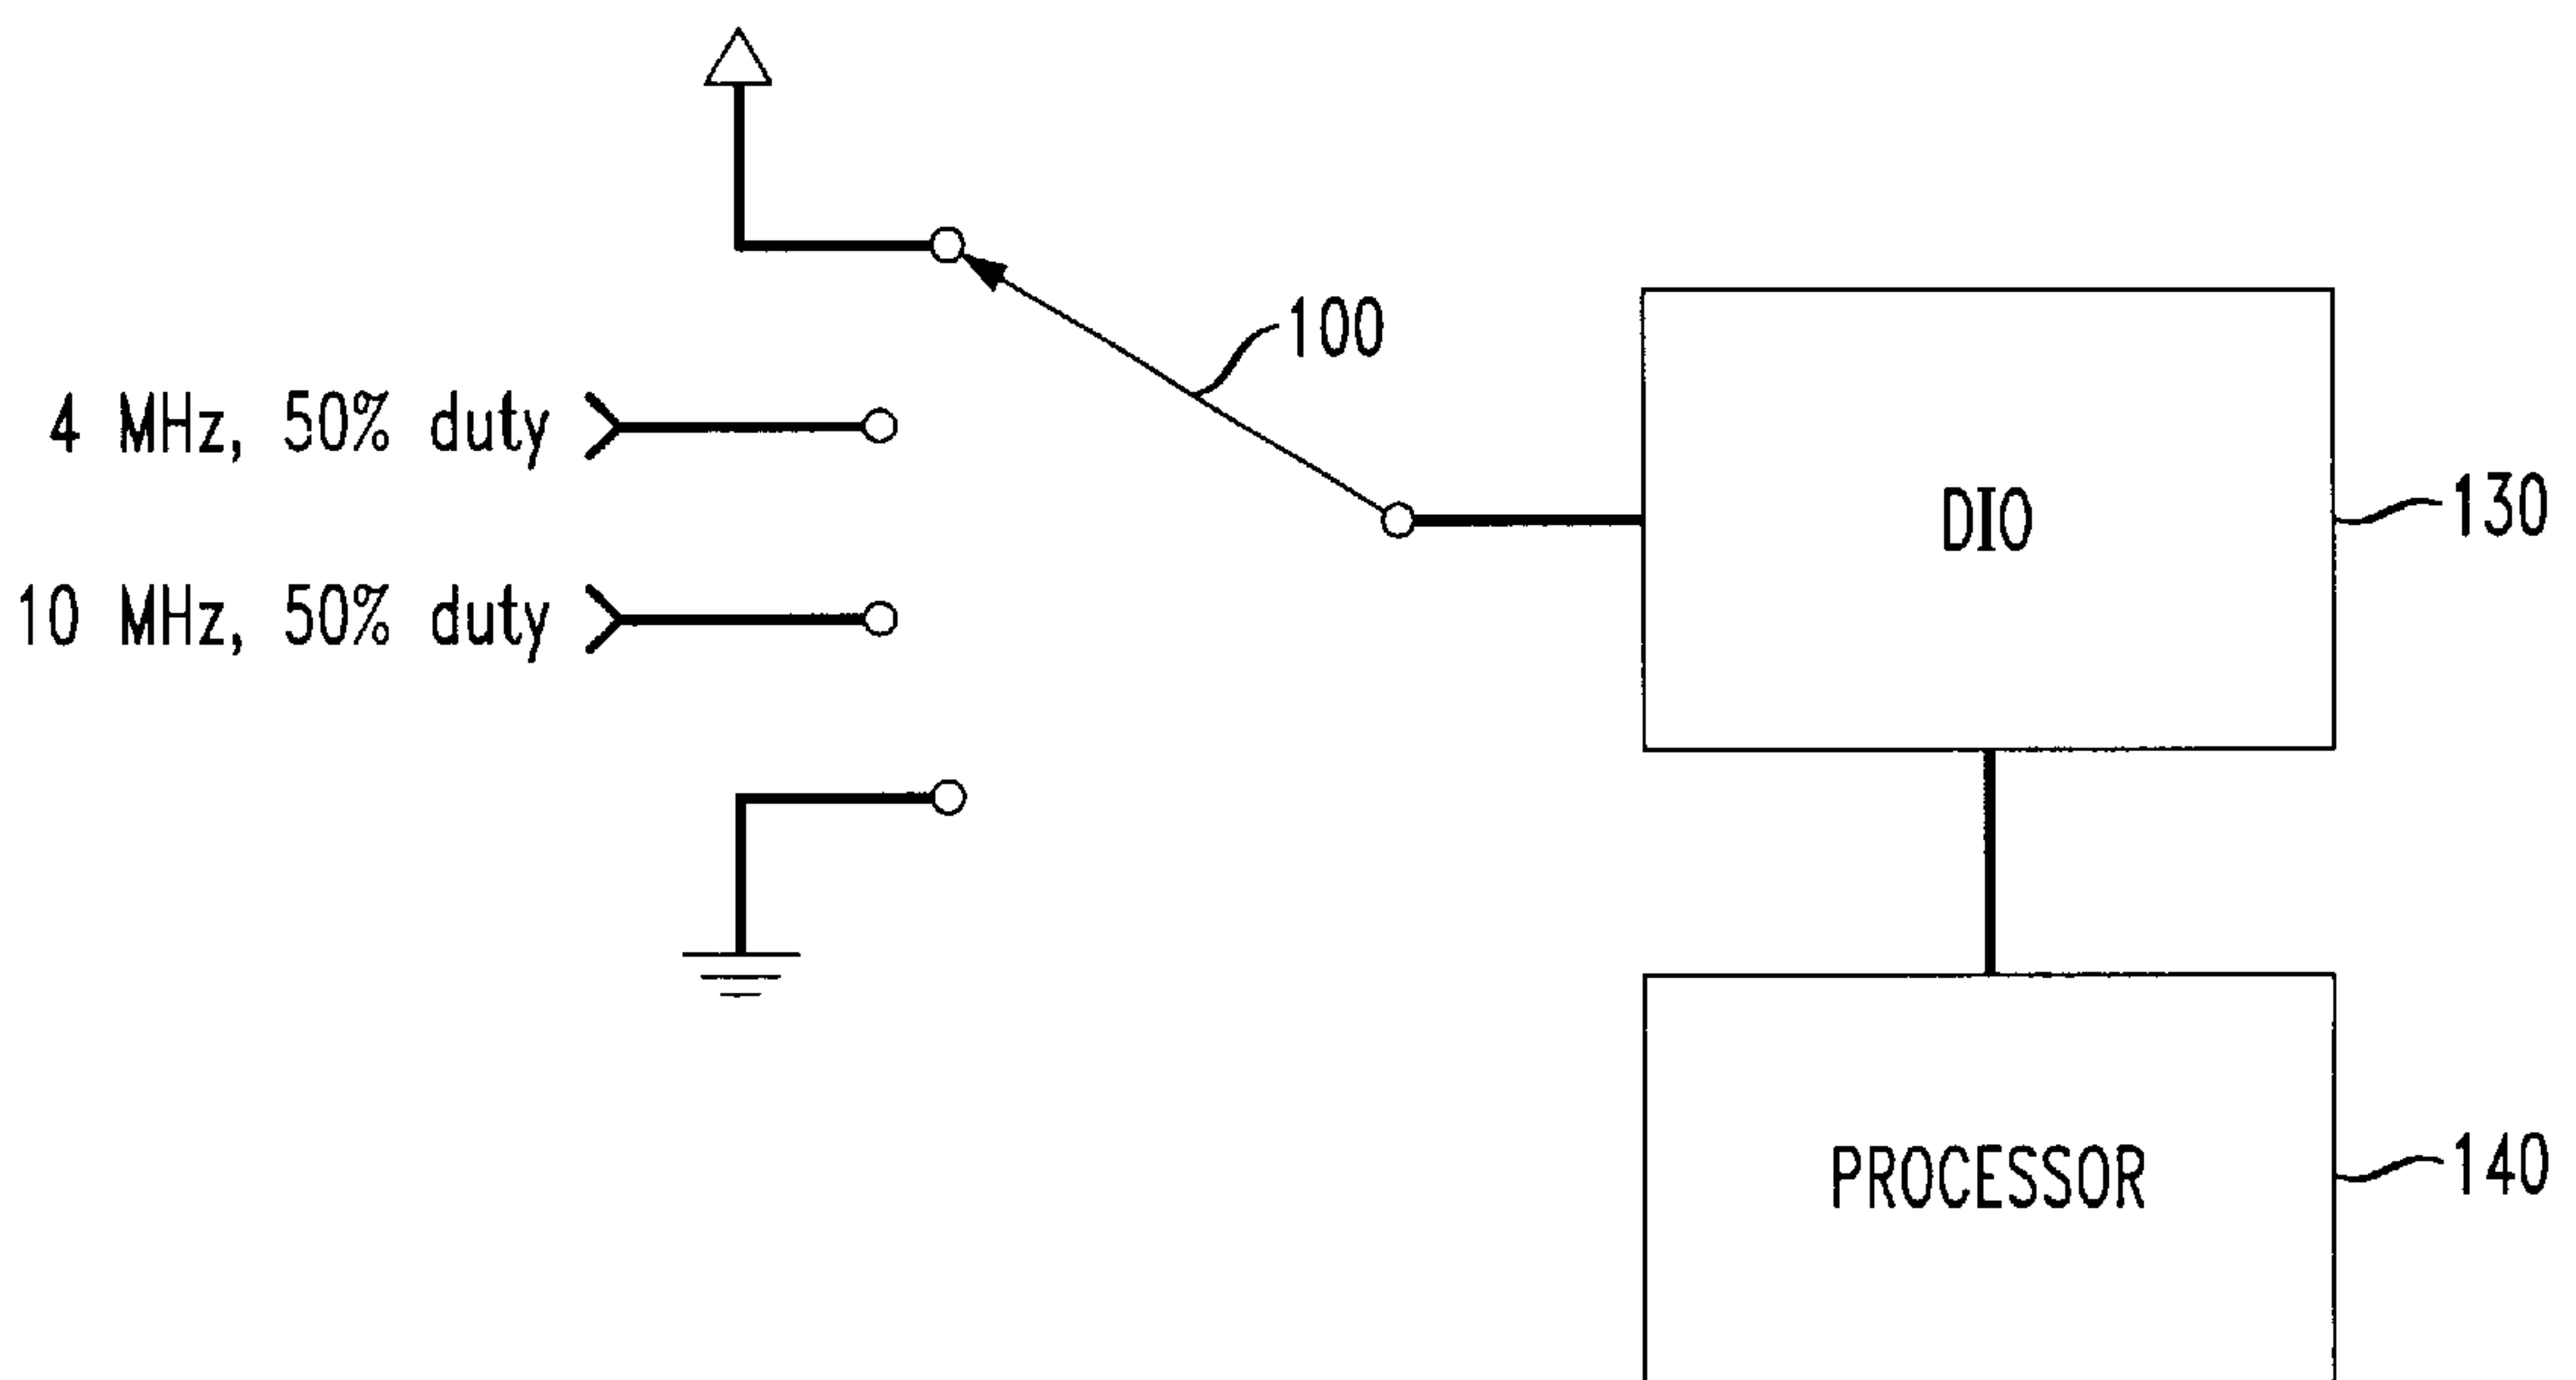 100
4 MHz, 50% duty
DIO
130
10 MHz, 50% duty
PROCESSOR
140